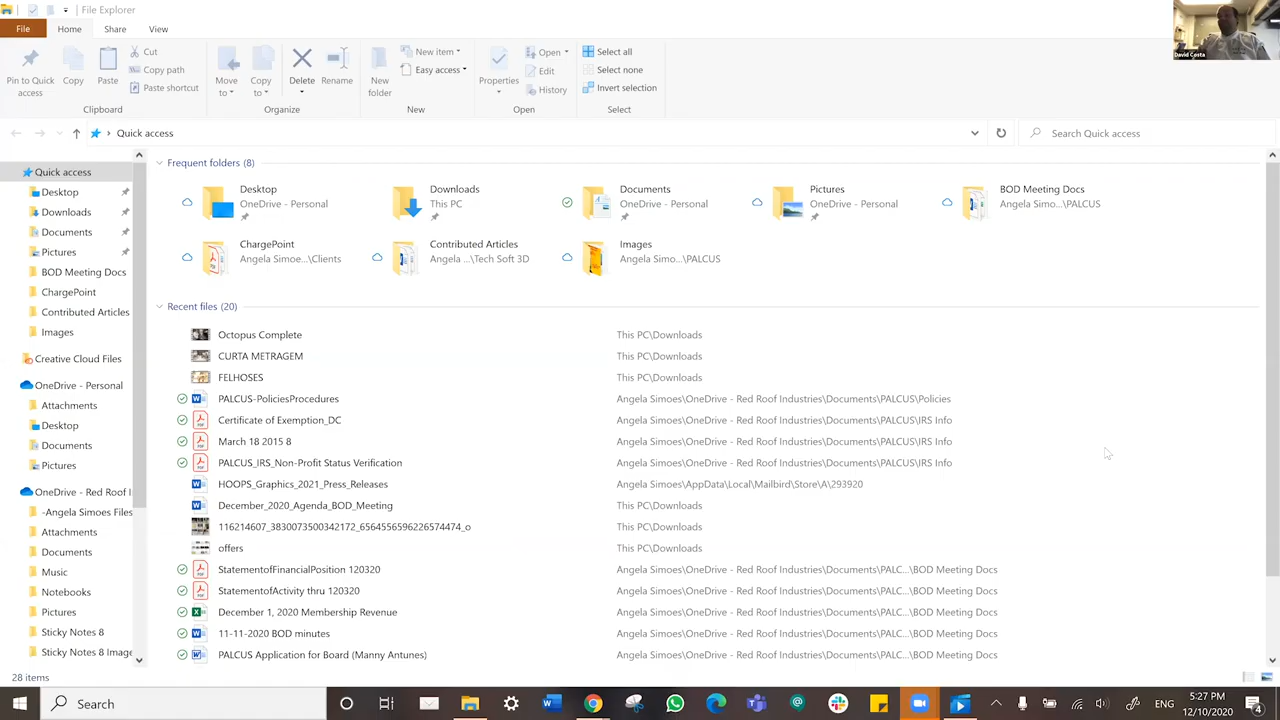 File Explorer
File Home Share View
Pin to Quick access
Copy
Paste
Cut
Copy path
Paste shortcut
Clipboard
Move to
Copy to
Delete
Rename
Organize
New folder
New item
Easy access
New
Properties
Open
Edit
History
Open
Select all
Select none
Invert selection
Select
David Costa
Quick access
Search Quick access
Quick access
Desktop
Downloads
Documents
Pictures
BOD Meeting Docs
ChargePoint
Contributed Articles
Images
Creative Cloud Files
OneDrive - Personal
Attachments
Desktop
Documents
Pictures
OneDrive - Red Roof I
-Angela Simoes Files
Attachments
Documents
Music
Notebooks
Pictures
Sticky Notes 8
Sticky Notes 8 Image
Frequent folders (8)
Desktop
OneDrive - Personal
Downloads
This PC
Documents
OneDrive - Personal
Pictures
OneDrive - Personal
BOD Meeting Docs
Angela Simo...\PALCUS
ChargePoint
Angela Simoe...\Clients
Contributed Articles
Angela ...\Tech Soft 3D
Images
Angela Simo...\PALCUS
Recent files (20)
Octopus Complete This PC\Downloads
CURTA METRAGEM This PC\Downloads
FELHOSES This PC\Downloads
PALCUS-PoliciesProcedures Angela Simoes\OneDrive - Red Roof Industries\Documents\PALCUS\Policies
Certificate of Exemption_DC Angela Simoes\OneDrive - Red Roof Industries\Documents\PALCUS\IRS Info
March 18 2015 8 Angela Simoes\OneDrive - Red Roof Industries\Documents\PALCUS\IRS Info
PALCUS_IRS_Non-Profit Status Verification Angela Simoes\OneDrive - Red Roof Industries\Documents\PALCUS\IRS Info
HOOPS_Graphics_2021_Press_Releases Angela Simoes\AppData\Local\Mailbird\Store\A\293920
December_2020_Agenda_BOD_Meeting This PC\Downloads
116214607_3830073500342172_6564556596226574474_o This PC\Downloads
offers This PC\Downloads
StatementofFinancialPosition 120320 Angela Simoes\OneDrive - Red Roof Industries\Documents\PALC...\BOD Meeting Docs
StatementofActivity thru 120320 Angela Simoes\OneDrive - Red Roof Industries\Documents\PALC...\BOD Meeting Docs
December 1, 2020 Membership Revenue Angela Simoes\OneDrive - Red Roof Industries\Documents\PALC...\BOD Meeting Docs
11-11-2020 BOD minutes Angela Simoes\OneDrive - Red Roof Industries\Documents\PALC...\BOD Meeting Docs
PALCUS Application for Board (Manny Antunes) Angela Simoes\OneDrive - Red Roof Industries\Documents\PALC...\BOD Meeting Docs
28 items
Search
5:27 PM
12/10/2020
4